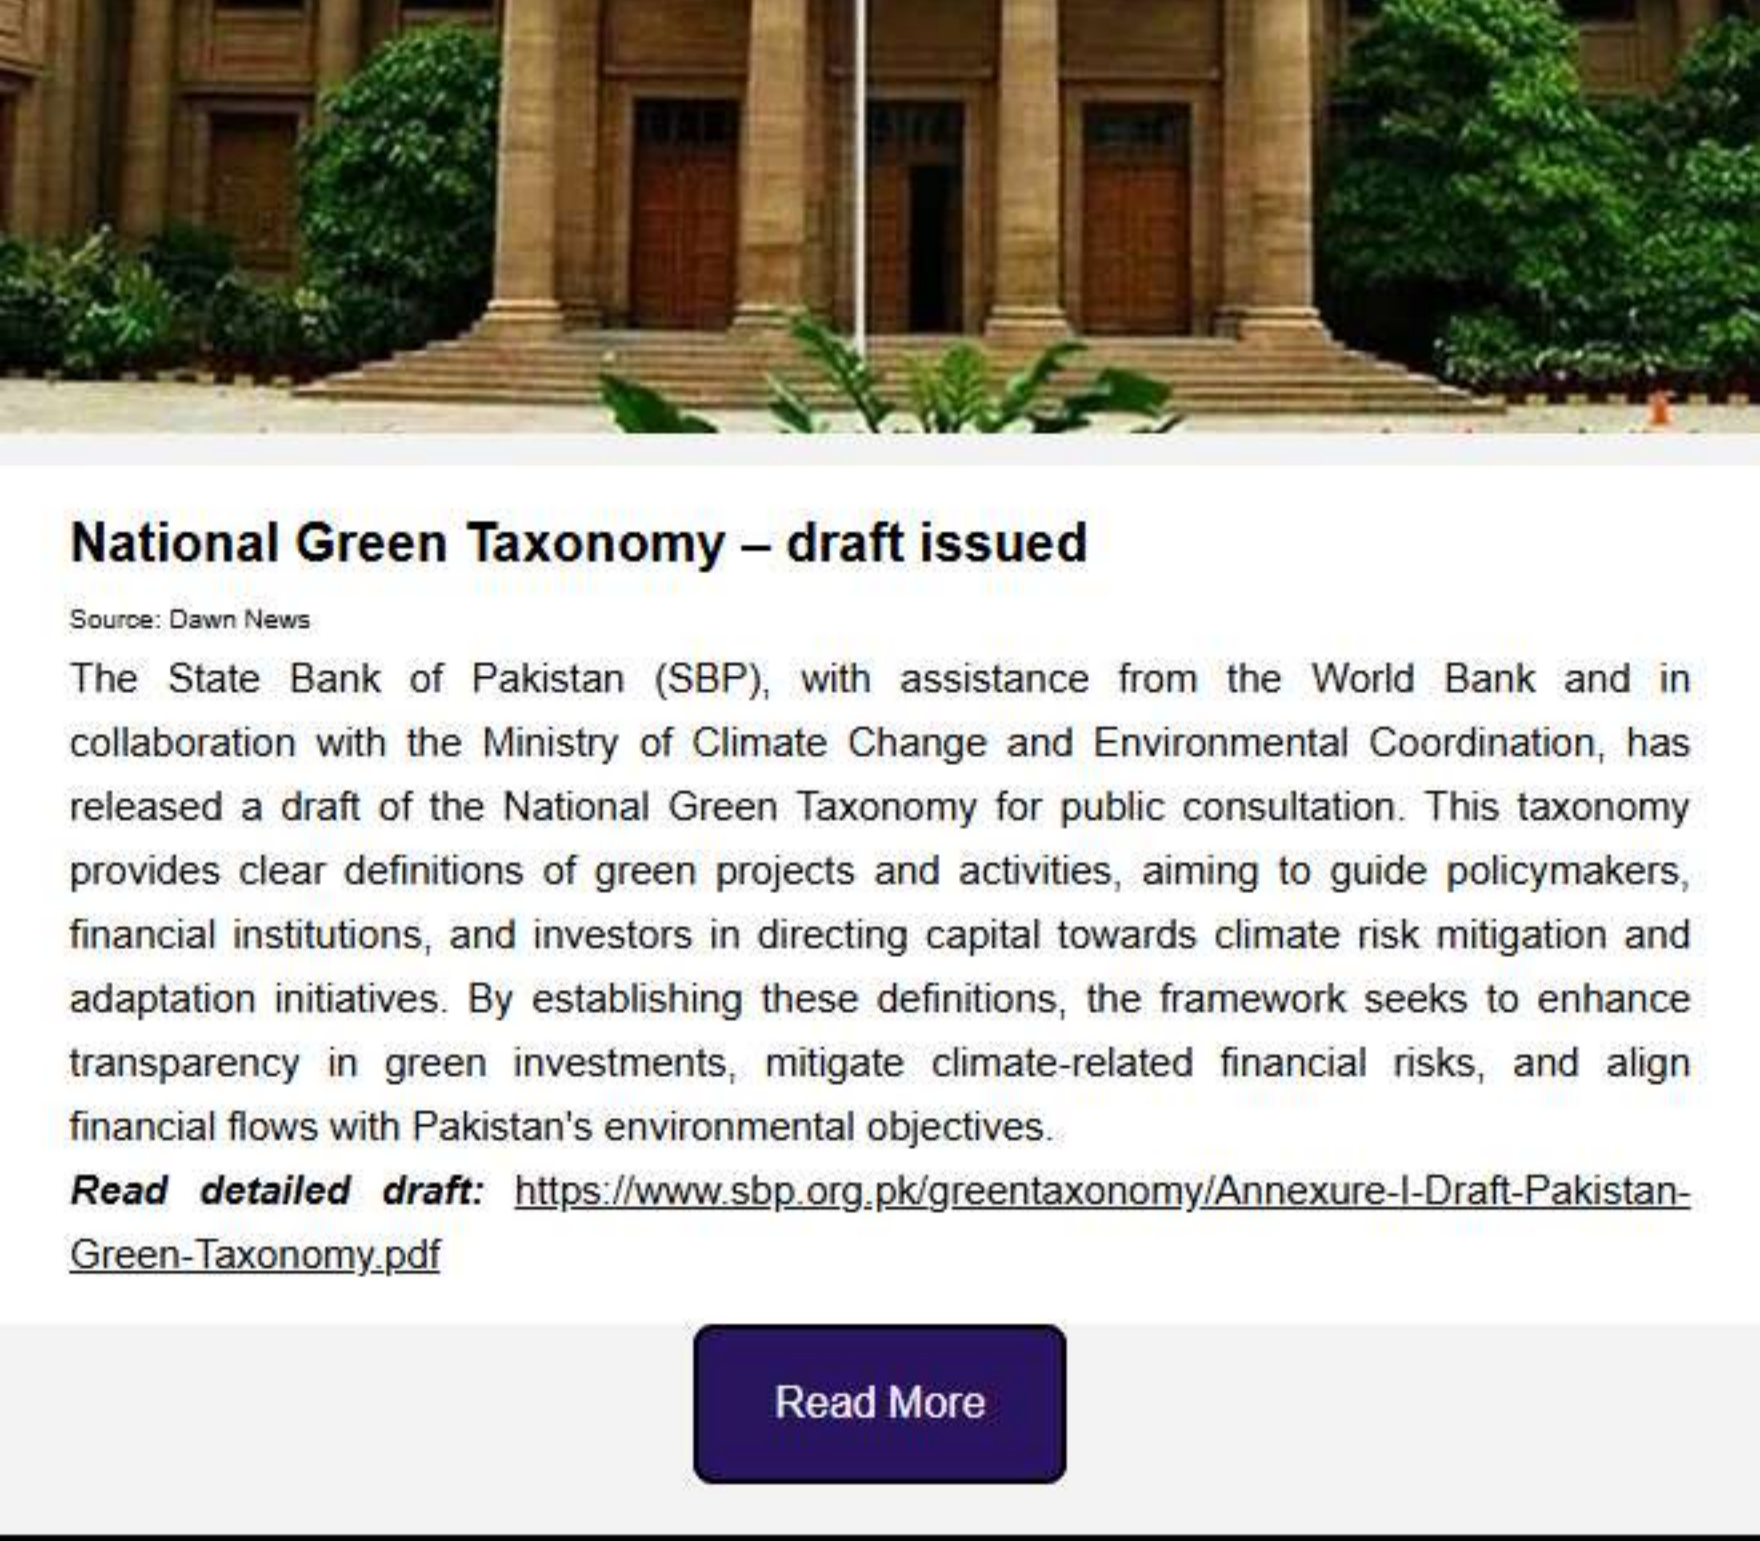 National Green Taxonomy – draft issued
Source: Dawn News
The State Bank of Pakistan (SBP), with assistance from the World Bank and in
collaboration with the Ministry of Climate Change and Environmental Coordination, has
released a draft of the National Green Taxonomy for public consultation. This taxonomy
provides clear definitions of green projects and activities, aiming to guide policymakers,
financial institutions, and investors in directing capital towards climate risk mitigation and
adaptation initiatives. By establishing these definitions, the framework seeks to enhance
transparency in green investments, mitigate climate-related financial risks, and align
financial flows with Pakistan's environmental objectives.
Read detailed draft: https://www.sbp.org.pk/greentaxonomy/Annexure-I-Draft-Pakistan-
Green-Taxonomy.pdf
Read More